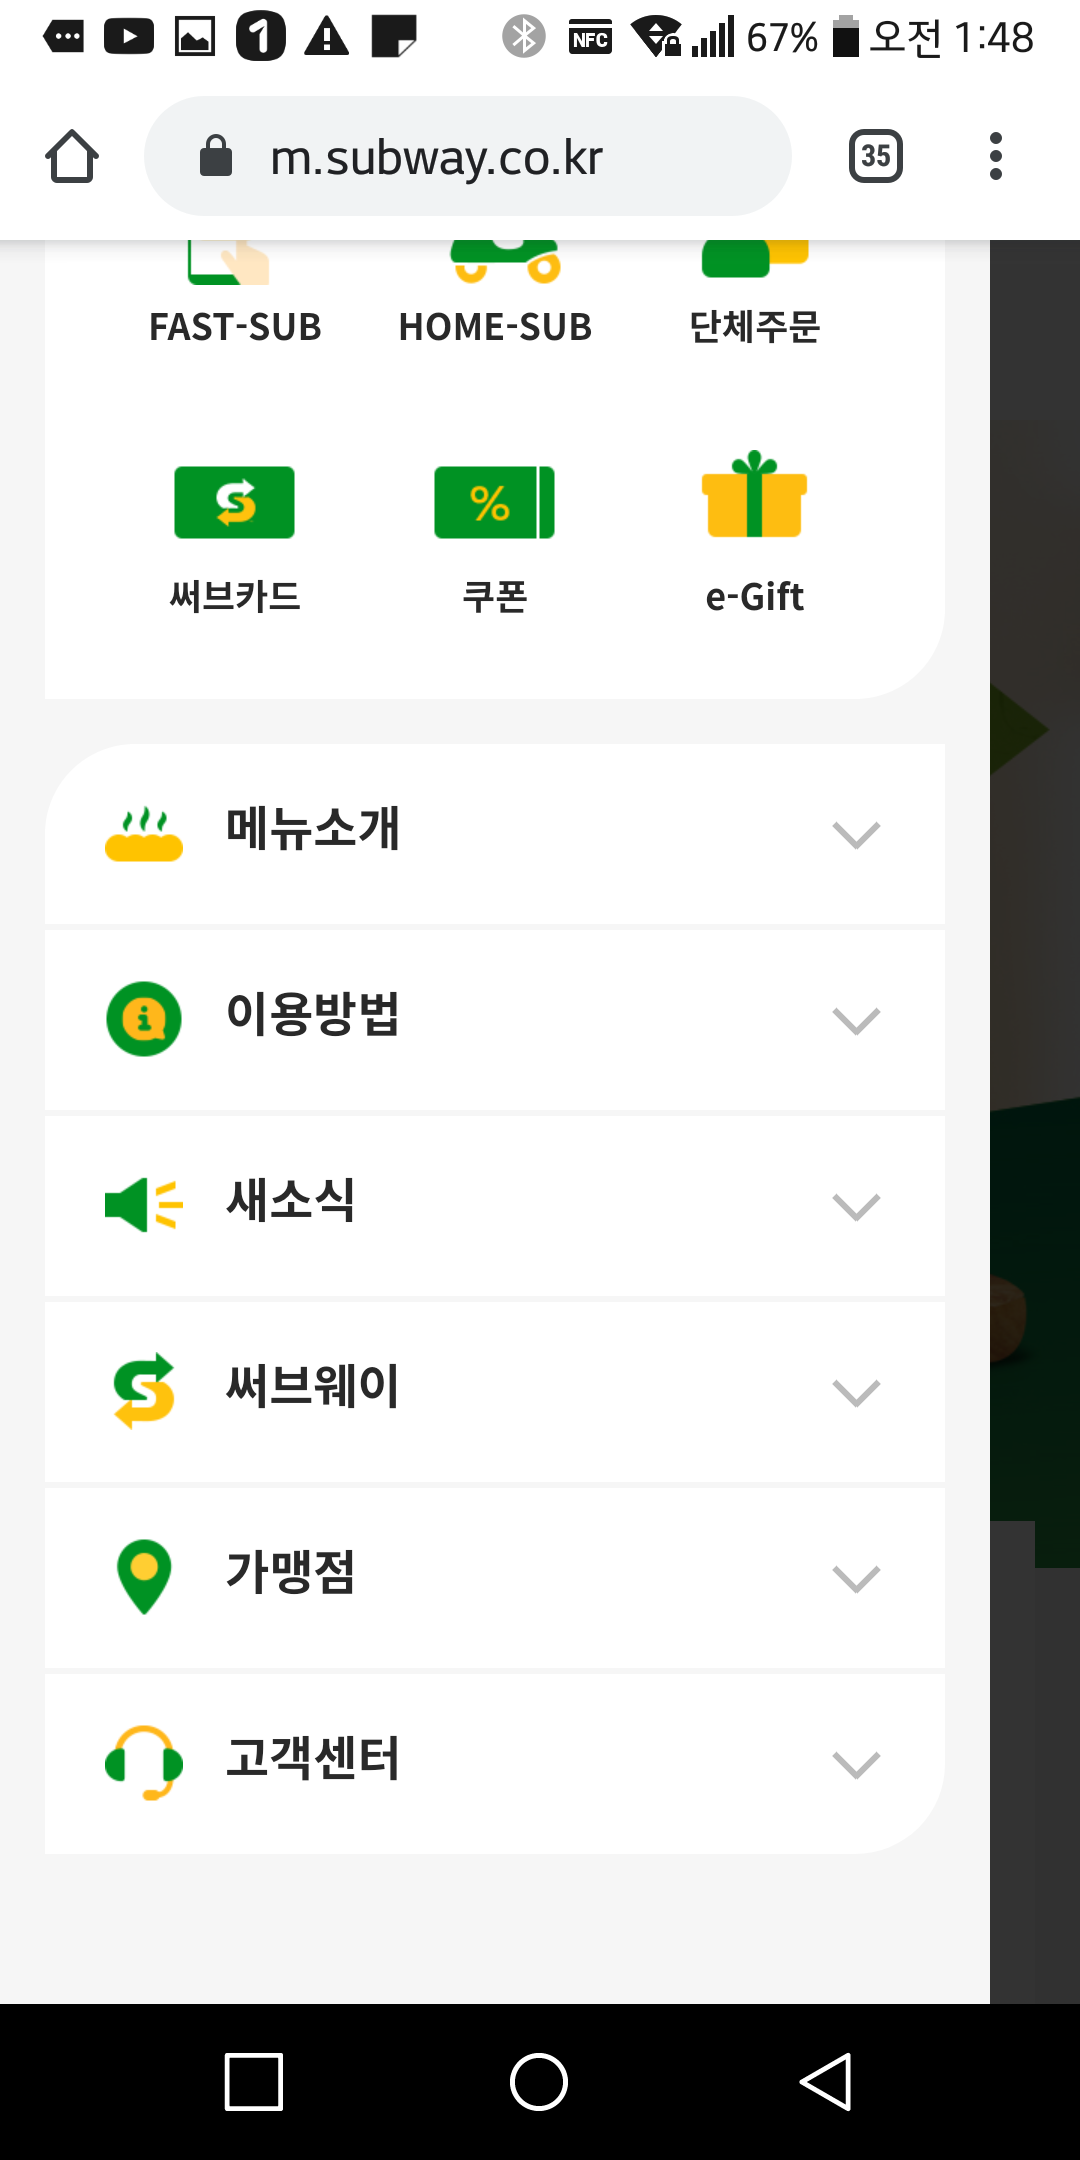 1 NFC 67% 오전 1:48
m.subway.co.kr 35
FAST-SUB HOME-SUB 단체주문
%
써브카드 쿠폰 e-Gift
메뉴소개
이용방법
새소식
써브웨이
가맹점
고객센터